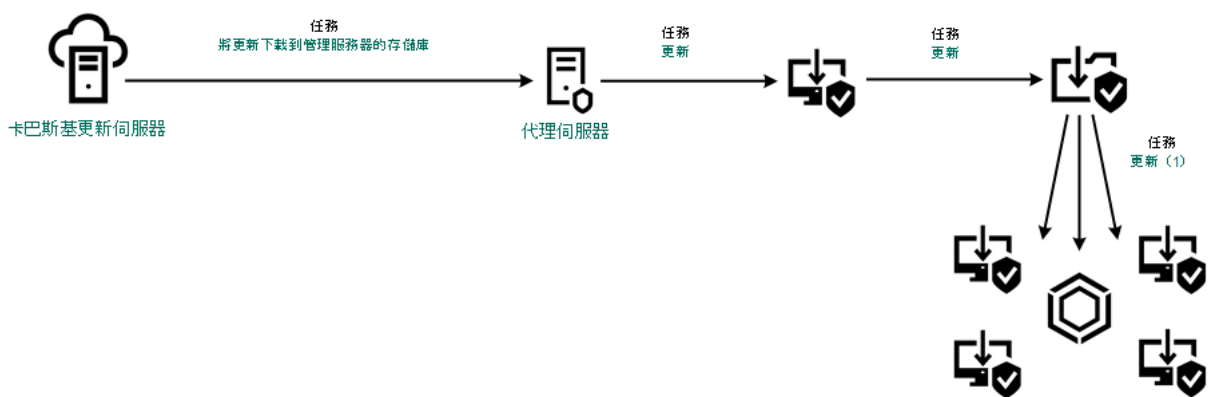 任務
將更新下載到管理服務器的存儲庫
任務
更新
任務
更新
卡巴斯基更新伺服器
代理伺服器
任務
更新（1）